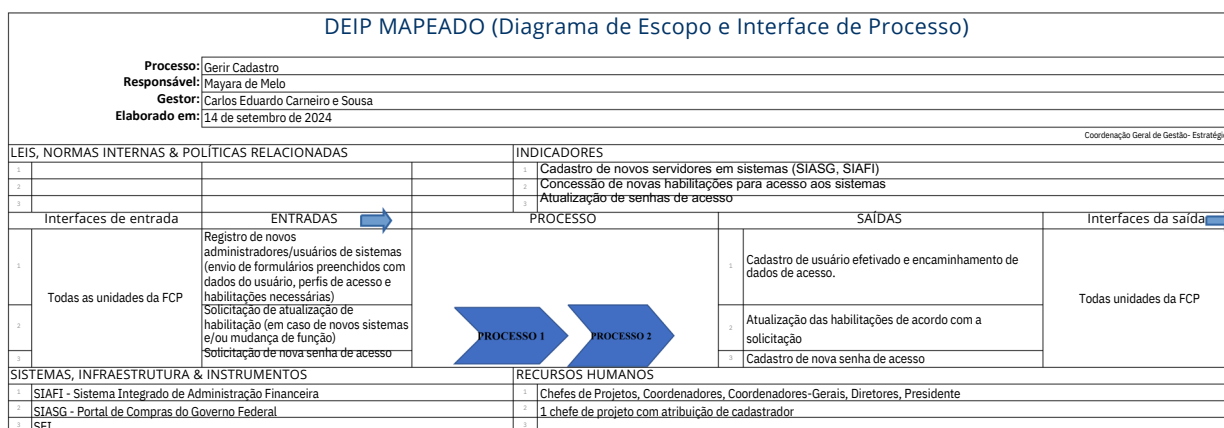 DEIP MAPEADO (Diagrama de Escopo e Interface de Processo)
Processo: Gerir Cadastro
Responsável: Mayara de Melo
Gestor: Carlos Eduardo Carneiro e Sousa
Elaborado em: 14 de setembro de 2024
Coordenação Geral de Gestão- Estratégic
LEIS, NORMAS INTERNAS & POLÍTICAS RELACIONADAS
1
2
3
INDICADORES
1 Cadastro de novos servidores em sistemas (SIASG, SIAFI)
2 Concessão de novas habilitações para acesso aos sistemas
3 Atualização de senhas de acesso
Interfaces de entrada
ENTRADAS
PROCESSO
SAÍDAS
Interfaces da saída
1
2
3
Todas as unidades da FCP
Registro de novos
administradores/usuários de sistemas
(envio de formulários preenchidos com
dados do usuário, perfis de acesso e
habilitações necessárias)
Solicitação de atualização de
habilitação (em caso de novos sistemas
e/ou mudança de função)
Solicitação de nova senha de acesso
PROCESSO 1
PROCESSO 2
1 Cadastro de usuário efetivado e encaminhamento de
dados de acesso.
2 Atualização das habilitações de acordo com a
solicitação
3 Cadastro de nova senha de acesso
Todas unidades da FCP
SISTEMAS, INFRAESTRUTURA & INSTRUMENTOS
1 SIAFI - Sistema Integrado de Administração Financeira
2 SIASG - Portal de Compras do Governo Federal
3 SEI
RECURSOS HUMANOS
1 Chefes de Projetos, Coordenadores, Coordenadores-Gerais, Diretores, Presidente
2 1 chefe de projeto com atribuição de cadastrador
3